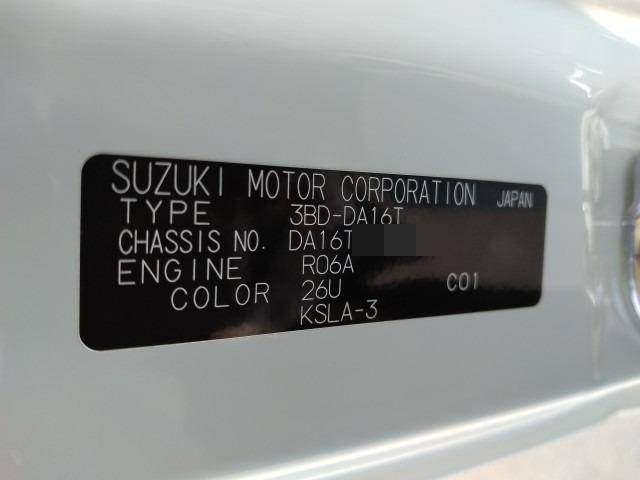 SUZUKI MOTOR CORPORATION JAPAN
TYPE 3BD-DA16T
CHASSIS NO. DA16T
ENGINE R06A
COLOR 26U C01
KSLA-3